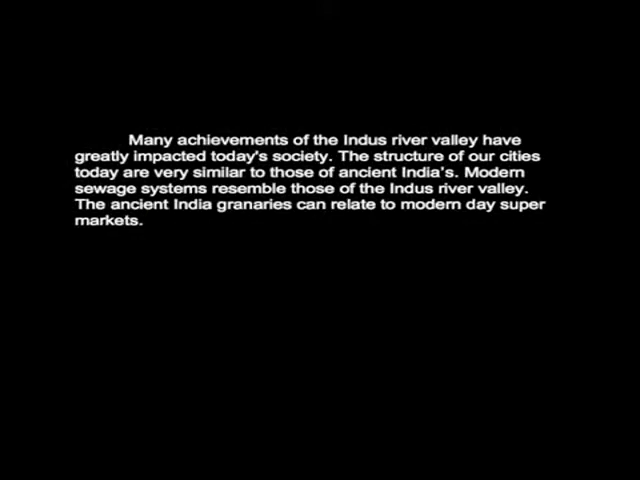 Many achievements of the Indus river valley have
greatly impacted today's society. The structure of our cities
today are very similar to those of ancient India's. Modern
sewage systems resemble those of the Indus river valley.
The ancient India granaries can relate to modern day super
markets.